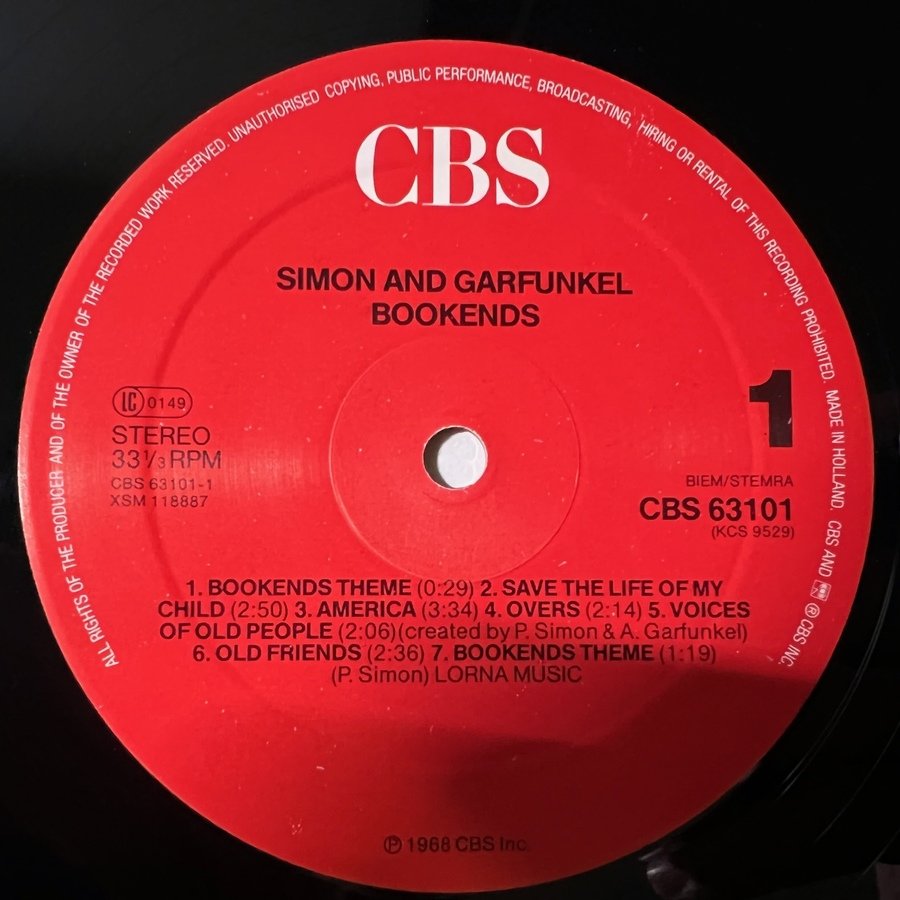 ALL RIGHTS OF THE PRODUCER AND OF THE OWNER OF THE RECORDED WORK RESERVED. UNAUTHORISED COPYING, PUBLIC PERFORMANCE, BROADCASTING, HIRING OR RENTAL OF THIS RECORDING PROHIBITED. MADE IN HOLLAND. CBS AND ℗ CBS INC.
CBS
SIMON AND GARFUNKEL
BOOKENDS
LC 0149
STEREO
33 1/3 RPM
CBS 63101-1
XSM 118887
1
BIEM/STEMRA
CBS 63101
(KCS 9529)
1. BOOKENDS THEME (0:29) 2. SAVE THE LIFE OF MY
CHILD (2:50) 3. AMERICA (3:34) 4. OVERS (2:14) 5. VOICES
OF OLD PEOPLE (2:06)(created by P. Simon & A. Garfunkel)
6. OLD FRIENDS (2:36) 7. BOOKENDS THEME (1:19)
(P. Simon) LORNA MUSIC
℗ 1968 CBS Inc.